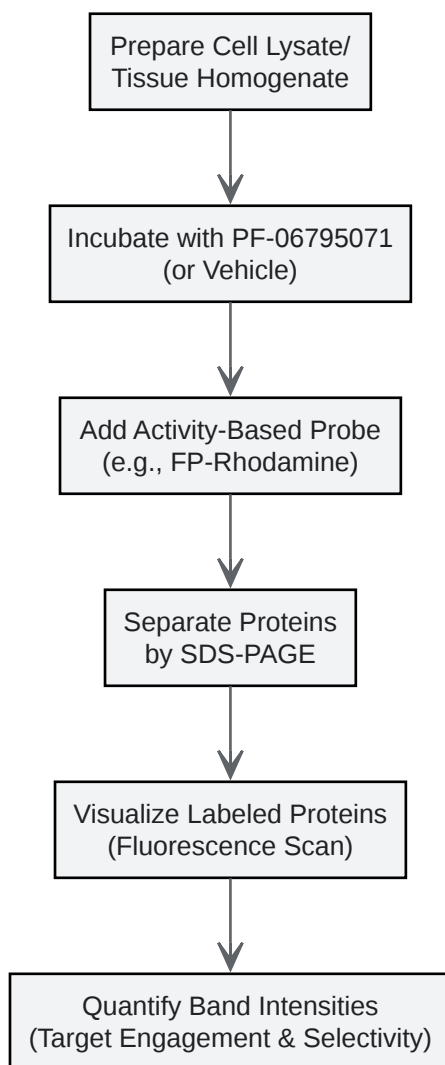 Prepare Cell Lysate/
Tissue Homogenate
Incubate with PF-06795071
(or Vehicle)
Add Activity-Based Probe
(e.g., FP-Rhodamine)
Separate Proteins
by SDS-PAGE
Visualize Labeled Proteins
(Fluorescence Scan)
Quantify Band Intensities
(Target Engagement & Selectivity)